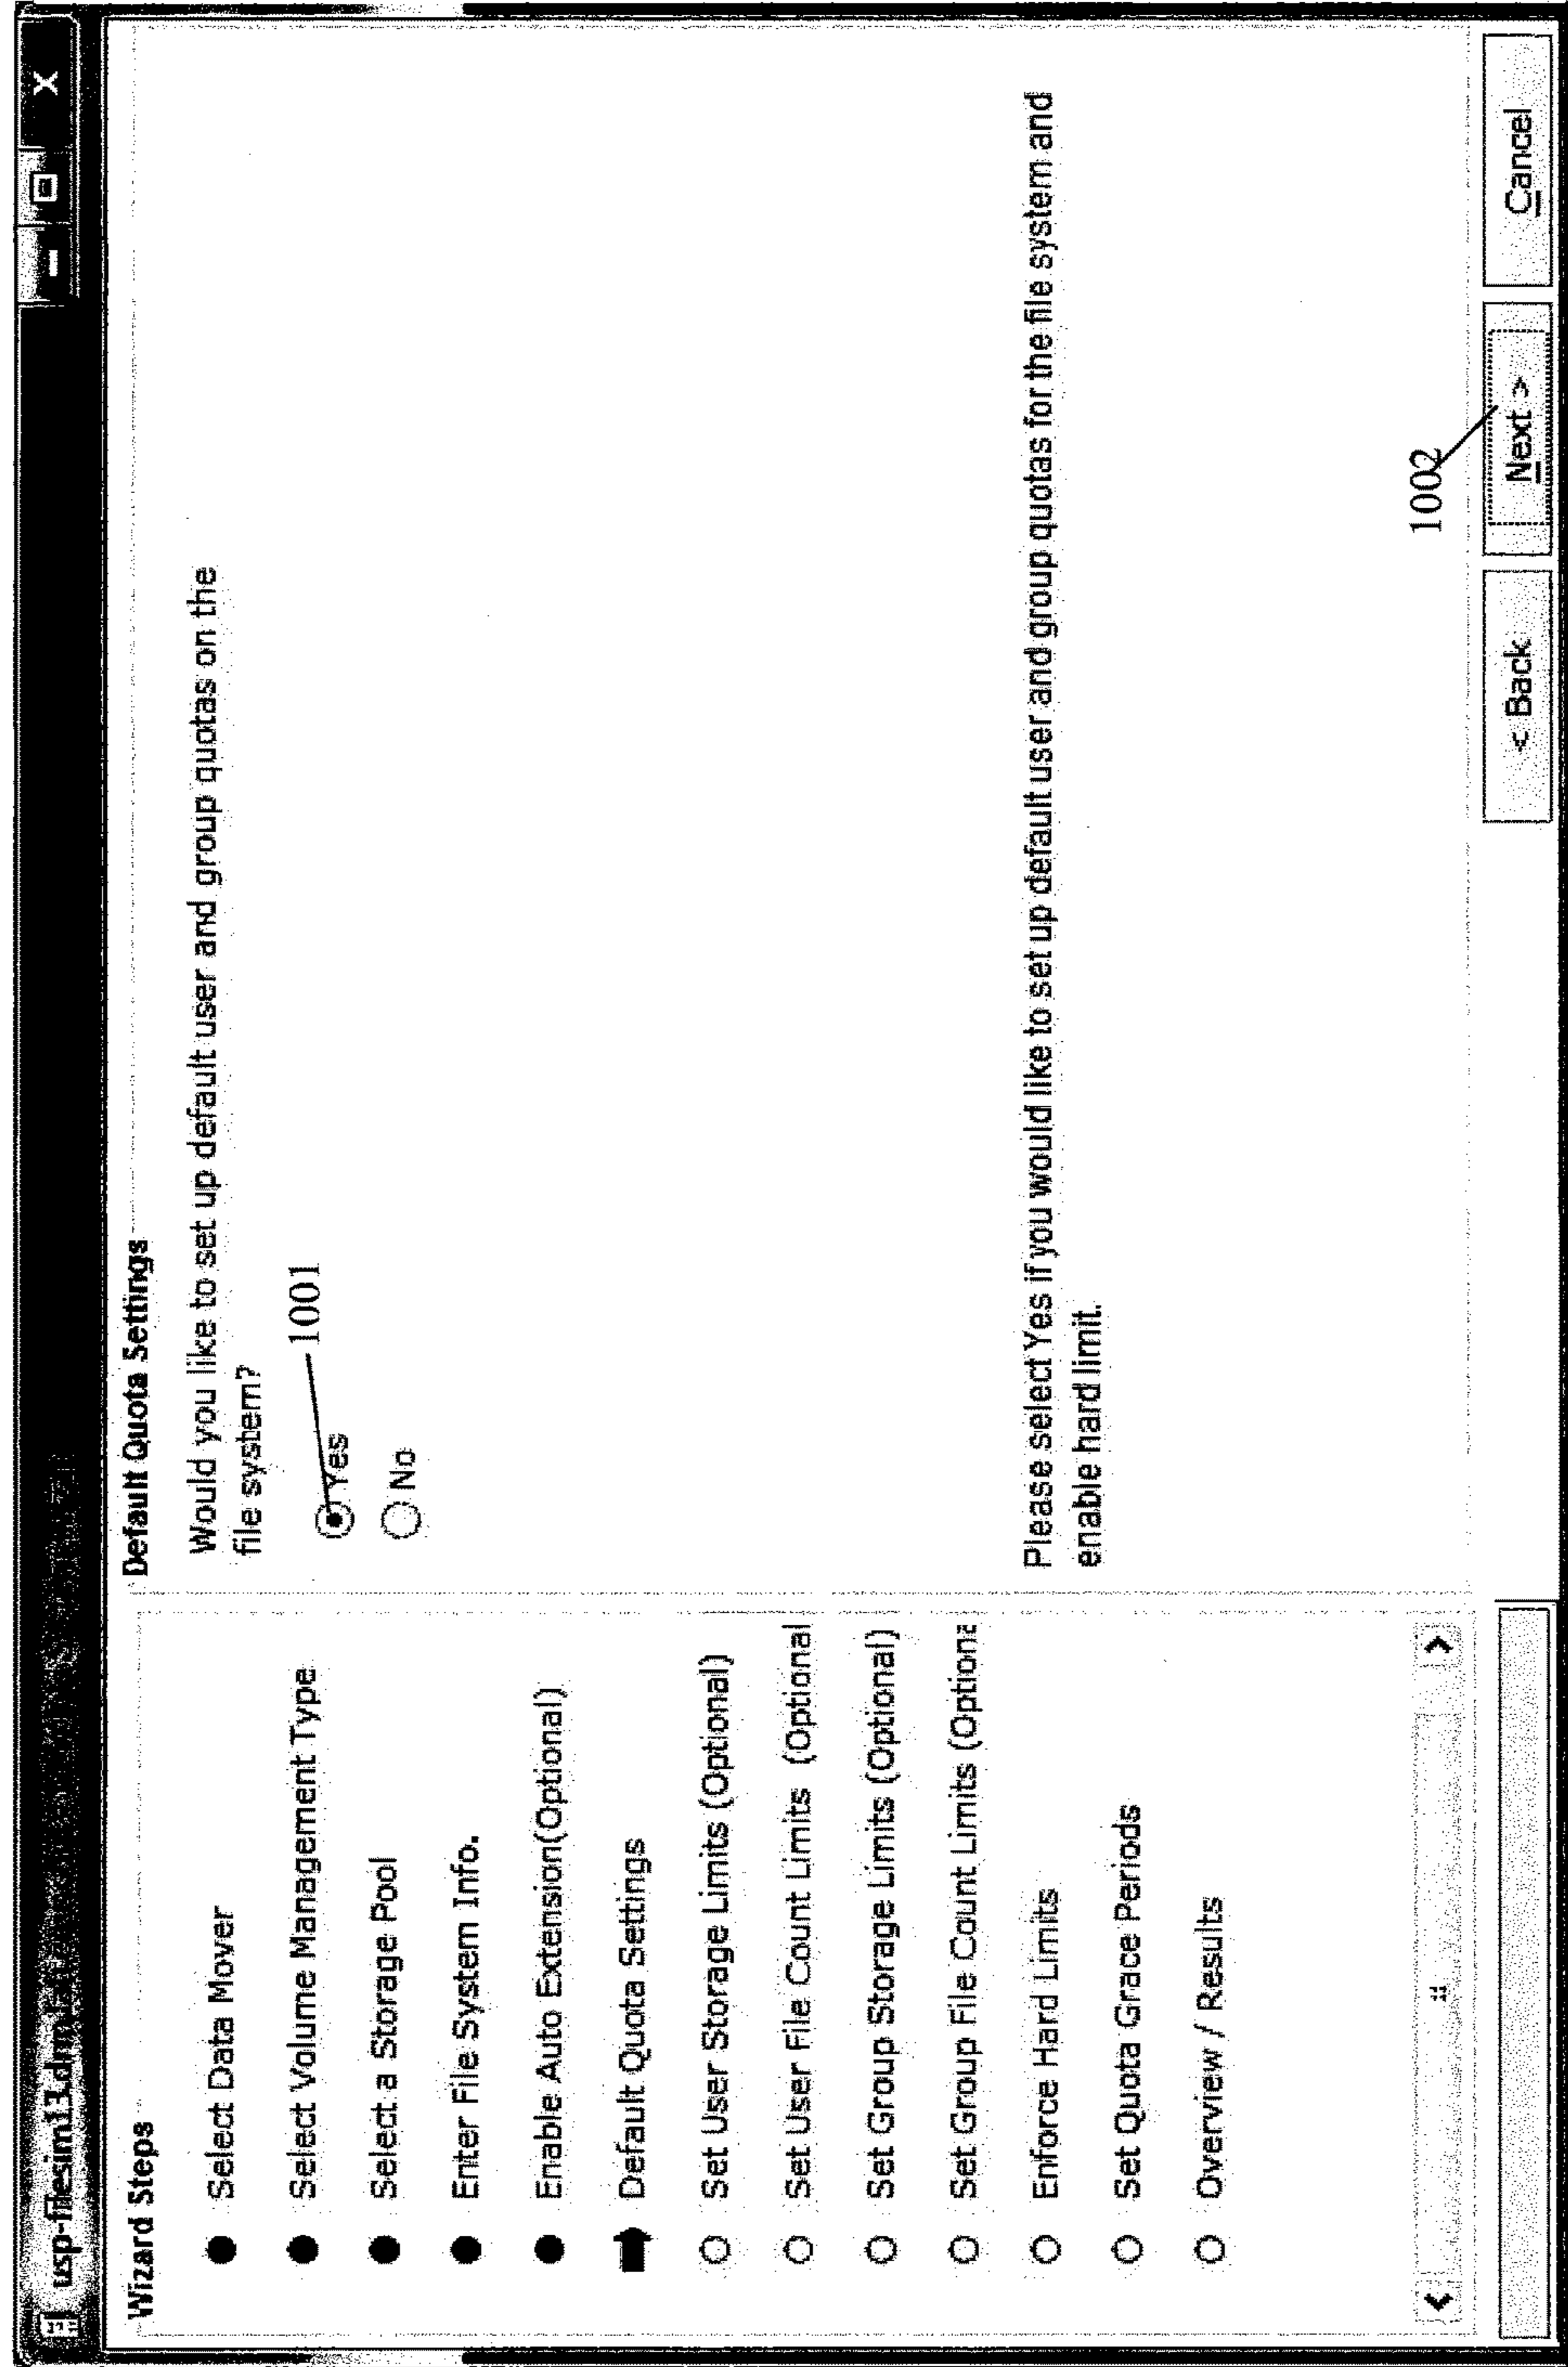 Wizard Steps
Select Data Mover
Select Volume Management Type
Select a Storage Pool
Enter File System Info.
Enable Auto Extension(Optional)
Default Quota Settings
Set User Storage Limits (Optional)
Set User File Count Limits (Optional
Set Group Storage Limits (Optional)
Set Group File Count Limits (Optiona
Enforce Hard Limits
Set Quota Grace Periods
Overview / Results
Default Quota Settings
Would you like to set up default user and group quotas on the
file system?
1001
Yes
No
Please select Yes if you would like to set up default user and group quotas for the file system and
enable hard limit.
1002
< Back
Next >
Cancel